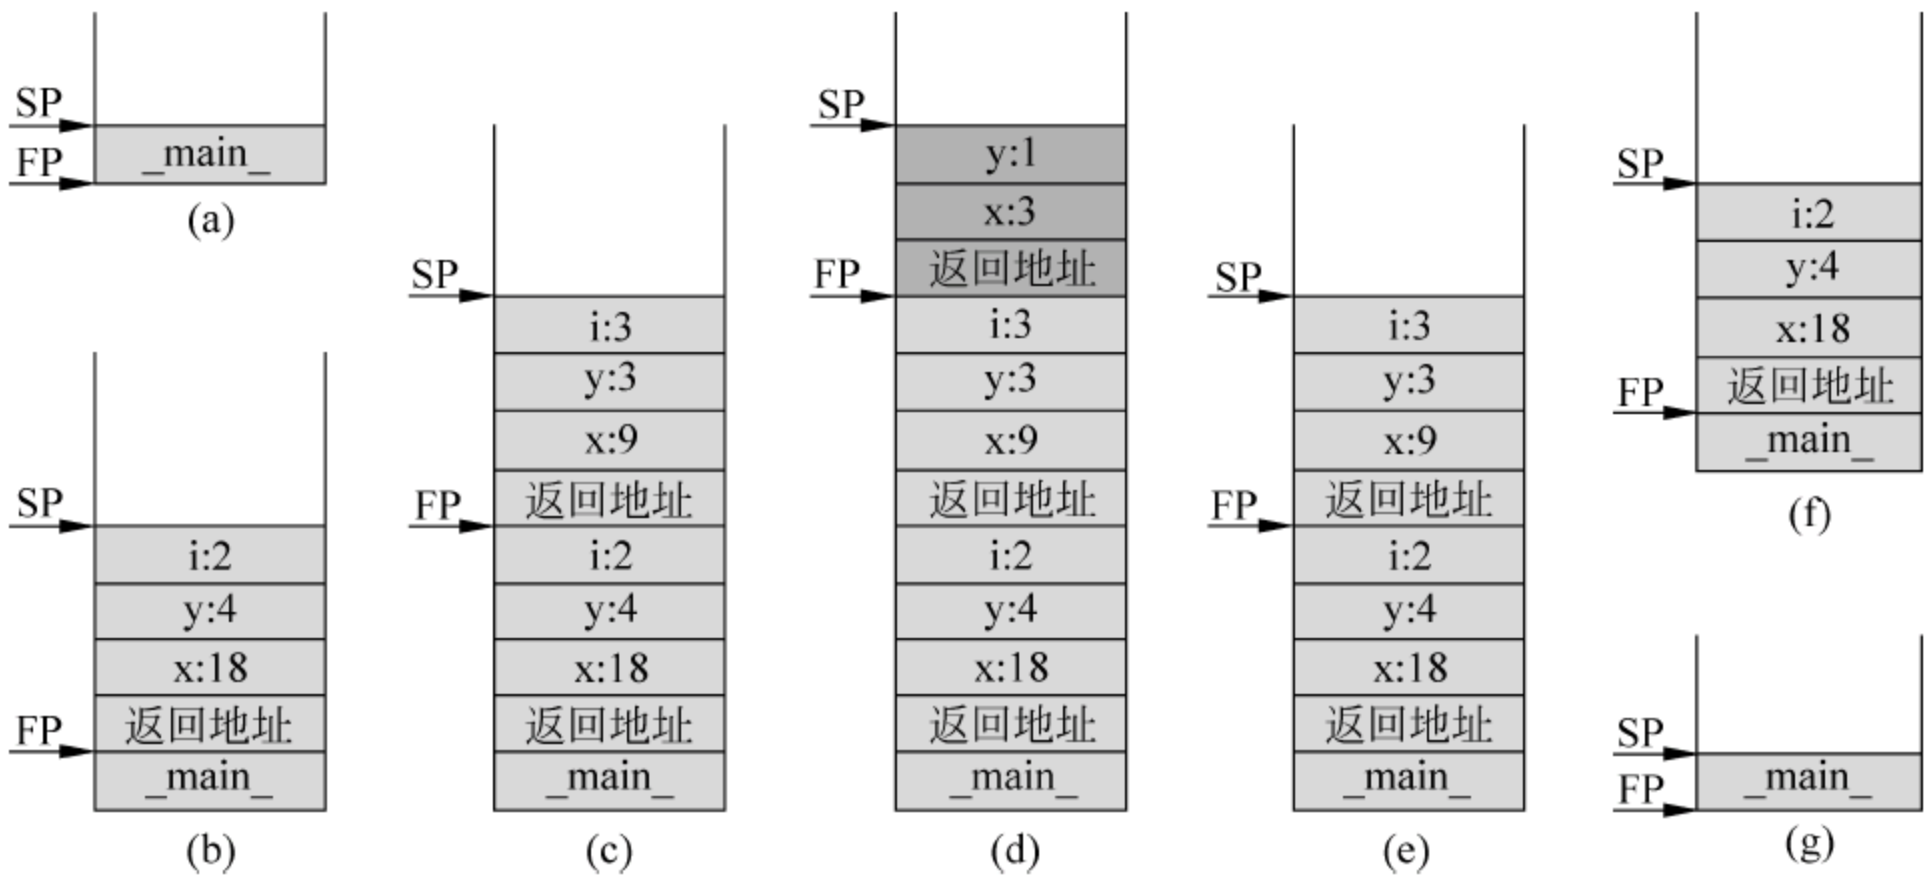 SP
_main_
FP
(a)
SP
i:2
y:4
x:18
FP
返回地址
_main_
(b)
SP
i:3
y:3
x:9
FP
返回地址
i:2
y:4
x:18
返回地址
_main_
(c)
SP
y:1
x:3
FP
返回地址
i:3
y:3
x:9
返回地址
i:2
y:4
x:18
返回地址
_main_
(d)
SP
i:3
y:3
x:9
FP
返回地址
i:2
y:4
x:18
返回地址
_main_
(e)
SP
i:2
y:4
x:18
FP
返回地址
_main_
(f)
SP
_main_
FP
(g)